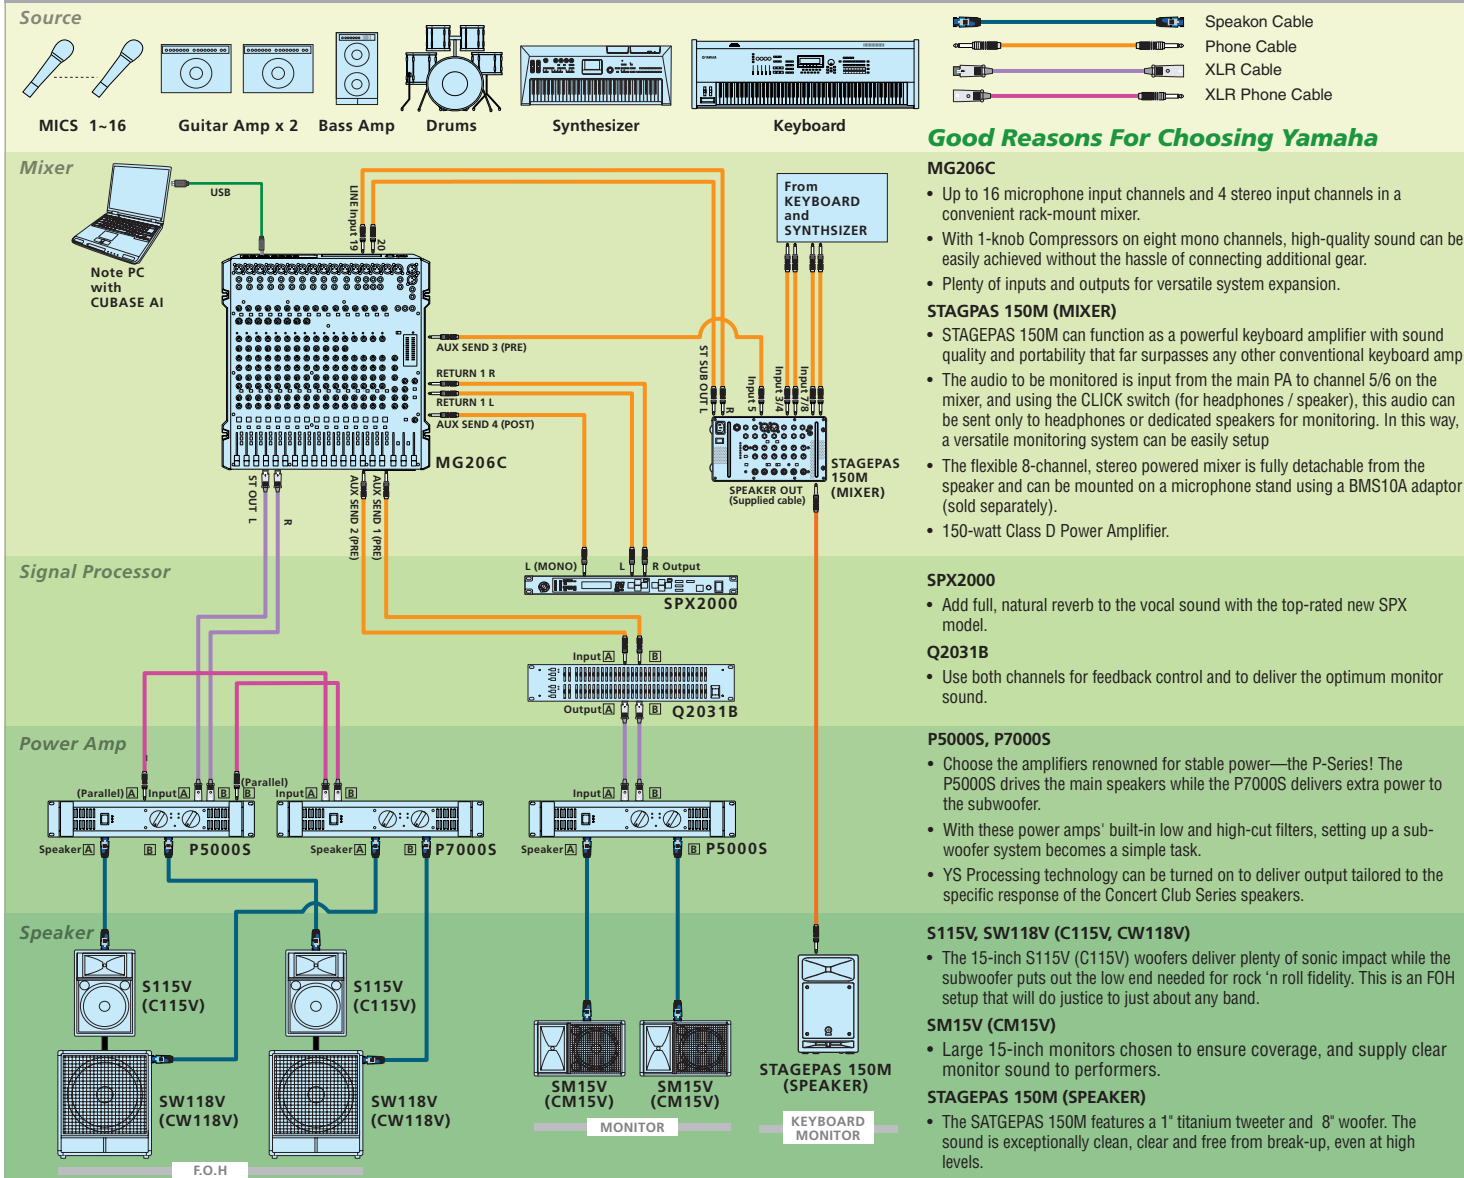 Source
MICS 1~16
Guitar Amp x 2
Bass Amp
Drums
Synthesizer
Keyboard
Speakon Cable
Phone Cable
XLR Cable
XLR Phone Cable
Mixer
USB
Note PC
with
CUBASE AI
LINE Input 19
20
From
KEYBOARD
and
SYNTHSIZER
AUX SEND 3 (PRE)
RETURN 1 R
RETURN 1 L
AUX SEND 4 (POST)
MG206C
ST SUB OUT L
R
Input 5
Input 3/4
Input 7/8
STAGEPAS
150M
(MIXER)
SPEAKER OUT
(Supplied cable)
ST OUT L
R
AUX SEND 2 (PRE)
AUX SEND 1 (PRE)
Signal Processor
L (MONO)
L
R Output
SPX2000
Input A
B
Output A
B
Q2031B
Power Amp
(Parallel) A
Input A
B
B
(Parallel)
Speaker A
B
P5000S
Input A
B
Speaker A
B
P7000S
Input A
B
Speaker A
B
P5000S
Speaker
S115V
(C115V)
S115V
(C115V)
SW118V
(CW118V)
SW118V
(CW118V)
F.O.H
SM15V
(CM15V)
SM15V
(CM15V)
MONITOR
STAGEPAS 150M
(SPEAKER)
KEYBOARD
MONITOR
Good Reasons For Choosing Yamaha
MG206C
• Up to 16 microphone input channels and 4 stereo input channels in a
convenient rack-mount mixer.
• With 1-knob Compressors on eight mono channels, high-quality sound can be
easily achieved without the hassle of connecting additional gear.
• Plenty of inputs and outputs for versatile system expansion.
STAGPAS 150M (MIXER)
• STAGEPAS 150M can function as a powerful keyboard amplifier with sound
quality and portability that far surpasses any other conventional keyboard amp
• The audio to be monitored is input from the main PA to channel 5/6 on the
mixer, and using the CLICK switch (for headphones / speaker), this audio can
be sent only to headphones or dedicated speakers for monitoring. In this way,
a versatile monitoring system can be easily setup
• The flexible 8-channel, stereo powered mixer is fully detachable from the
speaker and can be mounted on a microphone stand using a BMS10A adaptor
(sold separately).
• 150-watt Class D Power Amplifier.
SPX2000
• Add full, natural reverb to the vocal sound with the top-rated new SPX
model.
Q2031B
• Use both channels for feedback control and to deliver the optimum monitor
sound.
P5000S, P7000S
• Choose the amplifiers renowned for stable power—the P-Series! The
P5000S drives the main speakers while the P7000S delivers extra power to
the subwoofer.
• With these power amps' built-in low and high-cut filters, setting up a sub-
woofer system becomes a simple task.
• YS Processing technology can be turned on to deliver output tailored to the
specific response of the Concert Club Series speakers.
S115V, SW118V (C115V, CW118V)
• The 15-inch S115V (C115V) woofers deliver plenty of sonic impact while the
subwoofer puts out the low end needed for rock ‘n roll fidelity. This is an FOH
setup that will do justice to just about any band.
SM15V (CM15V)
• Large 15-inch monitors chosen to ensure coverage, and supply clear
monitor sound to performers.
STAGEPAS 150M (SPEAKER)
• The SATGEPAS 150M features a 1" titanium tweeter and 8" woofer. The
sound is exceptionally clean, clear and free from break-up, even at high
levels.